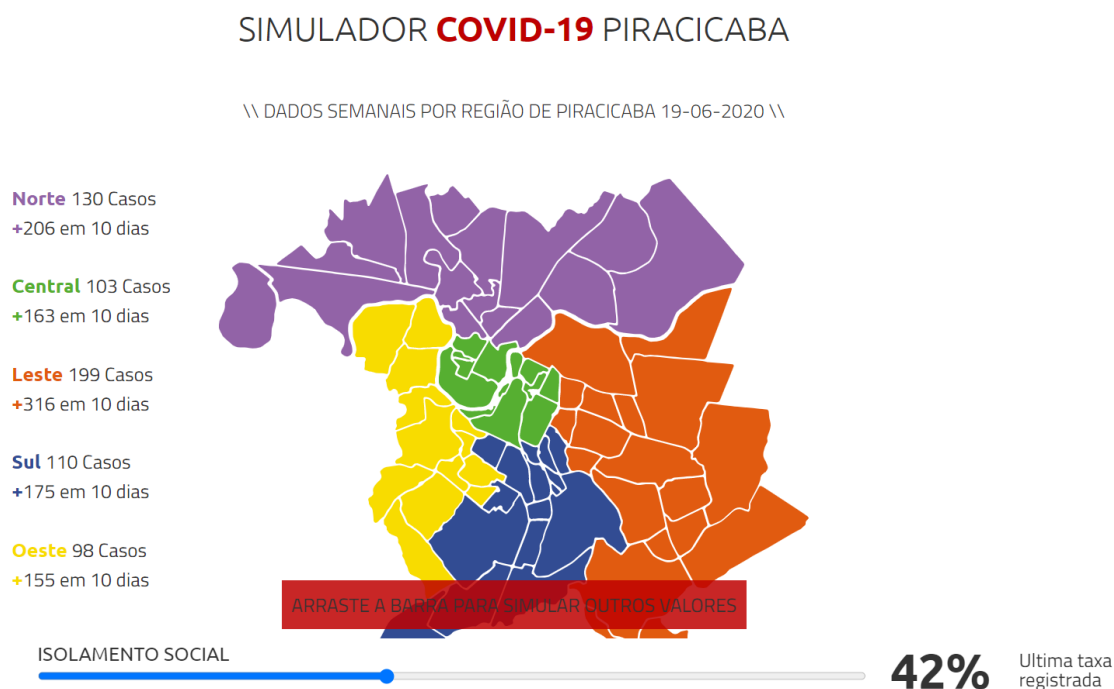 SIMULADOR COVID-19 PIRACICABA
\\ DADOS SEMANAIS POR REGIÃO DE PIRACICABA 19-06-2020 \\
Norte 130 Casos
+206 em 10 dias
Central 103 Casos
+163 em 10 dias
Leste 199 Casos
+316 em 10 dias
Sul 110 Casos
+175 em 10 dias
Oeste 98 Casos
+155 em 10 dias
ARRASTE A BARRA PARA SIMULAR OUTROS VALORES
ISOLAMENTO SOCIAL
42%
Ultima taxa
registrada